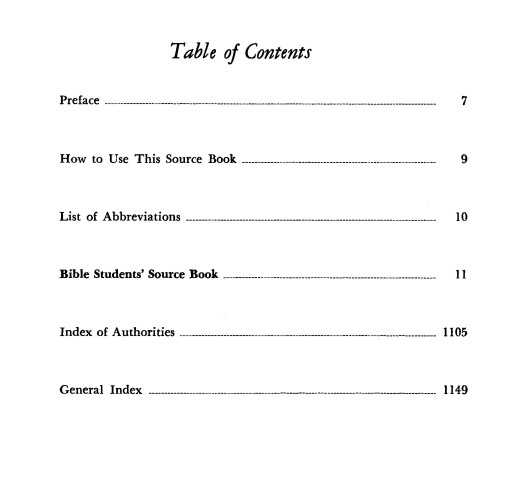 Table of Contents
Preface 7
How to Use This Source Book 9
List of Abbreviations 10
Bible Students' Source Book 11
Index of Authorities 1105
General Index 1149